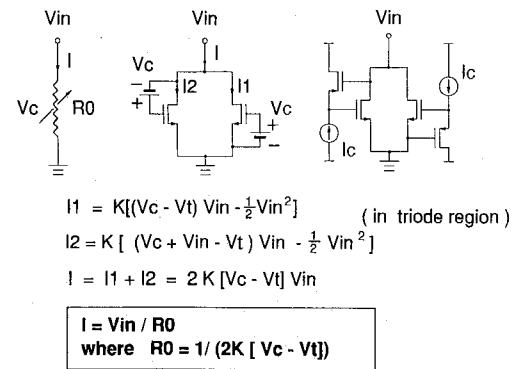 Vin Vin Vin
I I
Vc Vc Ic
I2 I1
Vc R0 Ic
− + + −
I1 = K[(Vc - Vt) Vin - ½Vin²]
( in triode region )
I2 = K [ (Vc + Vin - Vt ) Vin - ½ Vin² ]
I = I1 + I2 = 2 K [Vc - Vt] Vin
I = Vin / R0
where R0 = 1/ (2K [ Vc - Vt])